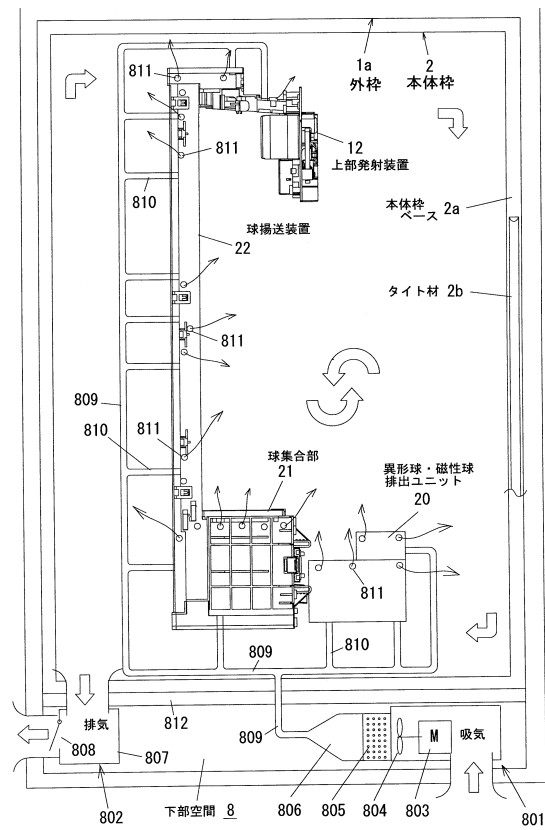 811
1a
外枠
2
本体枠
12
上部発射装置
811
810
球揚送装置
22
本体枠
ベース 2a
タイト材 2b
811
809
810
811
球集合部
21
異形球・磁性球
排出ユニット
20
811
809
810
812
排気
809
M
吸気
808
807
802
下部空間 8
806
805
804
803
801